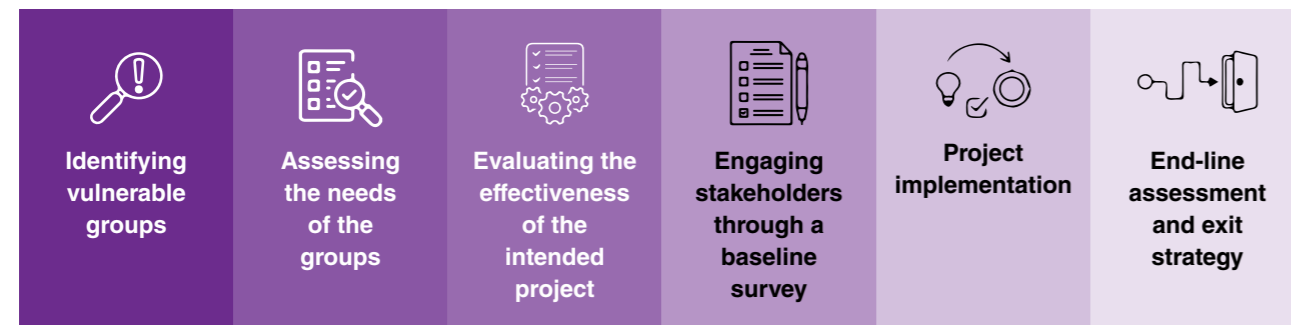 Identifying
vulnerable
groups
Assessing
the needs
of the
groups
Evaluating the
effectiveness
of the
intended
project
Engaging
stakeholders
through a
baseline
survey
Project
implementation
End-line
assessment
and exit
strategy